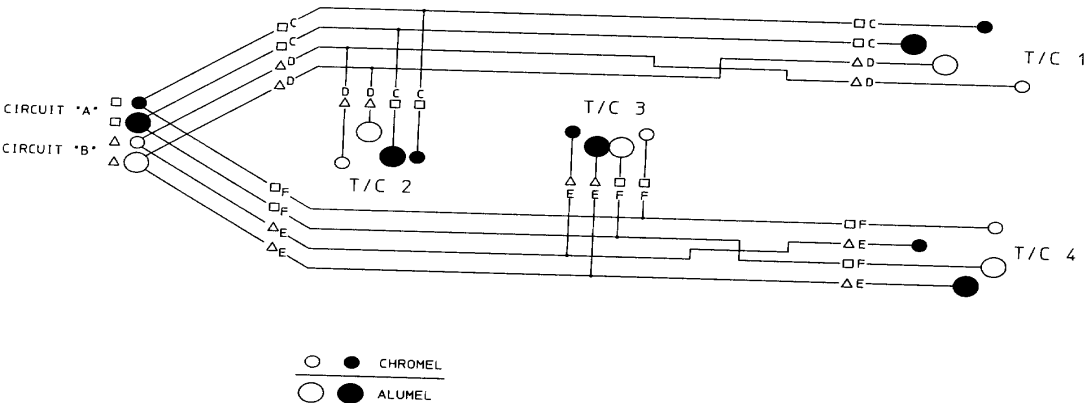 C
C
C
C
D
D
D
D
T/C 1
D D C C
T/C 3
CIRCUIT "A"
CIRCUIT "B"
T/C 2
E E F F
F
F
E
E
F
E
F
E
T/C 4
CHROMEL
ALUMEL